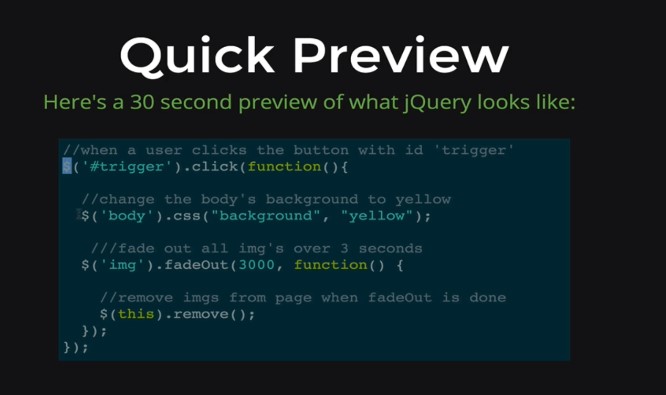 Quick Preview
Here's a 30 second preview of what jQuery looks like:
//when a user clicks the button with id 'trigger'
$('#trigger').click(function(){
//change the body's background to yellow
$('body').css("background", "yellow");
///fade out all img's over 3 seconds
$('img').fadeOut(3000, function() {
//remove imgs from page when fadeOut is done
$(this).remove();
});
});